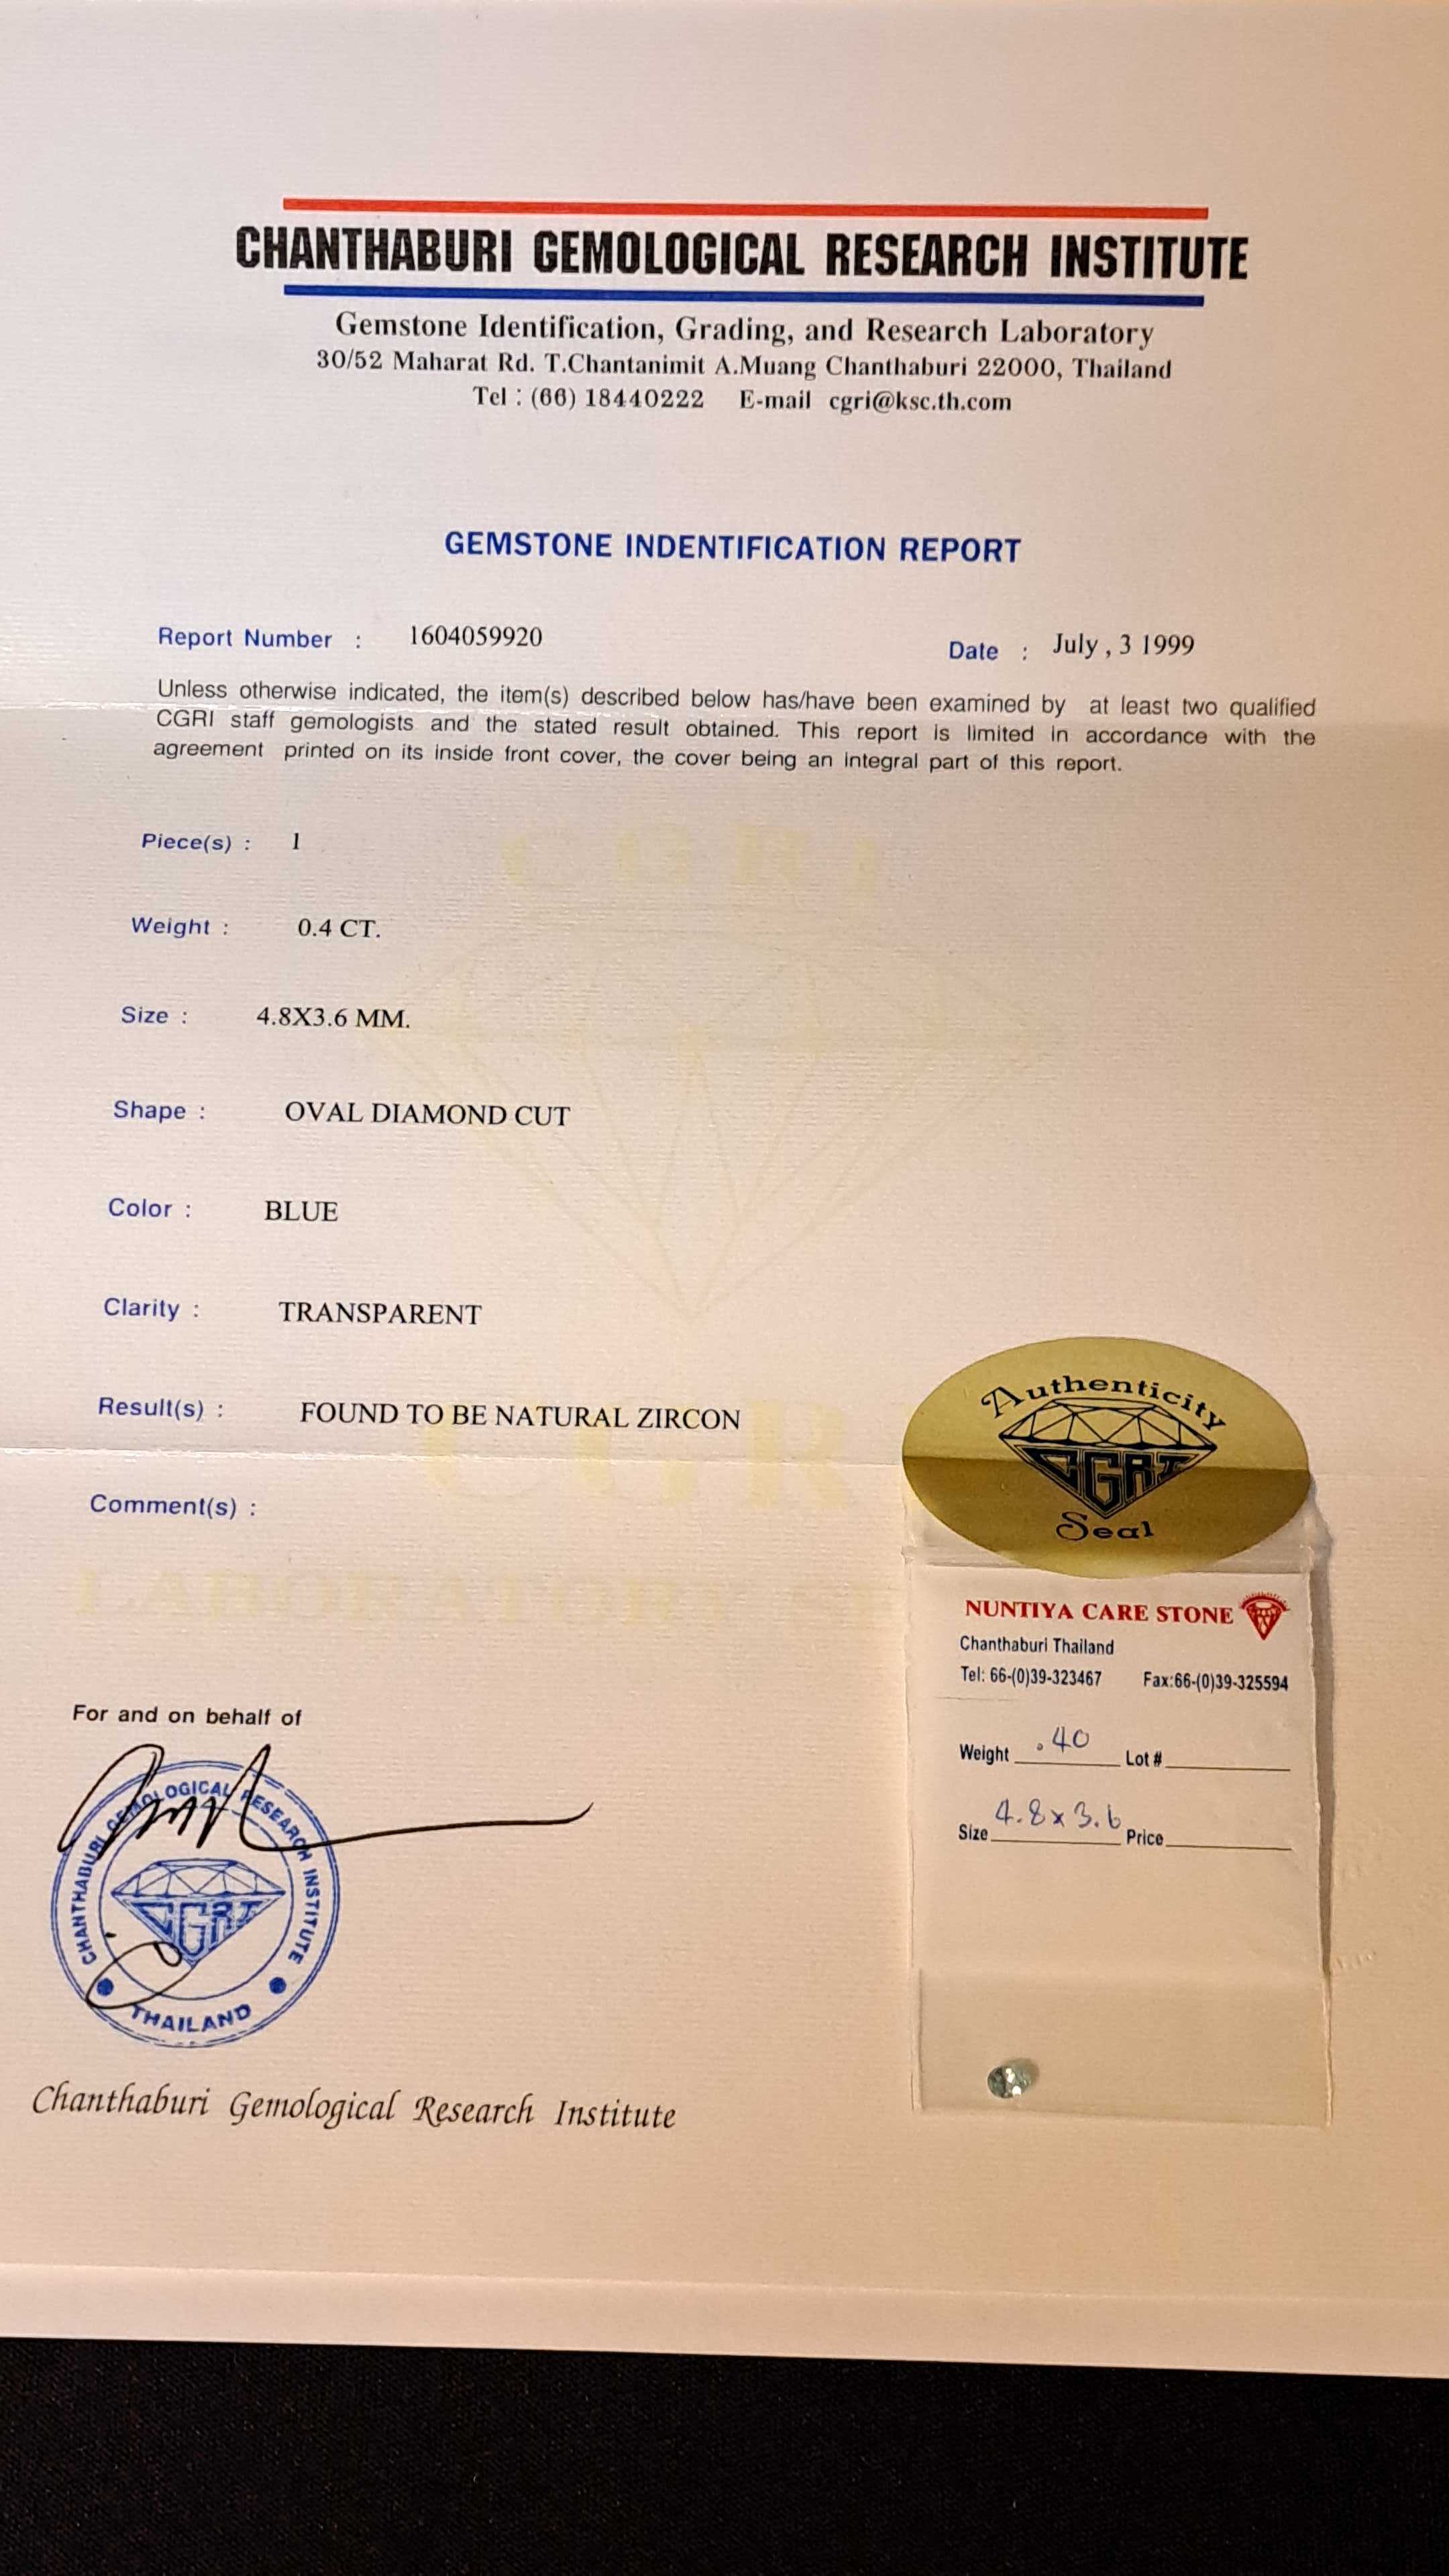 CHANTHABURI GEMOLOGICAL RESEARCH INSTITUTE
Gemstone Identification, Grading, and Research Laboratory
30/52 Maharat Rd. T.Chantanimit A.Muang Chanthaburi 22000, Thailand
Tel : (66) 18440222 E-mail cgri@ksc.th.com
GEMSTONE INDENTIFICATION REPORT
Report Number : 1604059920 Date : July , 3 1999
Unless otherwise indicated, the item(s) described below has/have been examined by at least two qualified
CGRI staff gemologists and the stated result obtained. This report is limited in accordance with the
agreement printed on its inside front cover, the cover being an integral part of this report.
CGRI
Piece(s) : 1
Weight : 0.4 CT.
Size : 4.8X3.6 MM.
Shape : OVAL DIAMOND CUT
Color : BLUE
Clarity : TRANSPARENT
Result(s) : FOUND TO BE NATURAL ZIRCON
Comment(s) :
Authenticity
CGRI
Seal
NUNTIYA CARE STONE
Chanthaburi Thailand
Tel: 66-(0)39-323467 Fax:66-(0)39-325594
Weight .40 Lot #
Size 4.8x3.6 Price
For and on behalf of
CHANTHABURI GEMOLOGICAL RESEARCH INSTITUTE
CGRI
THAILAND
Chanthaburi Gemological Research Institute